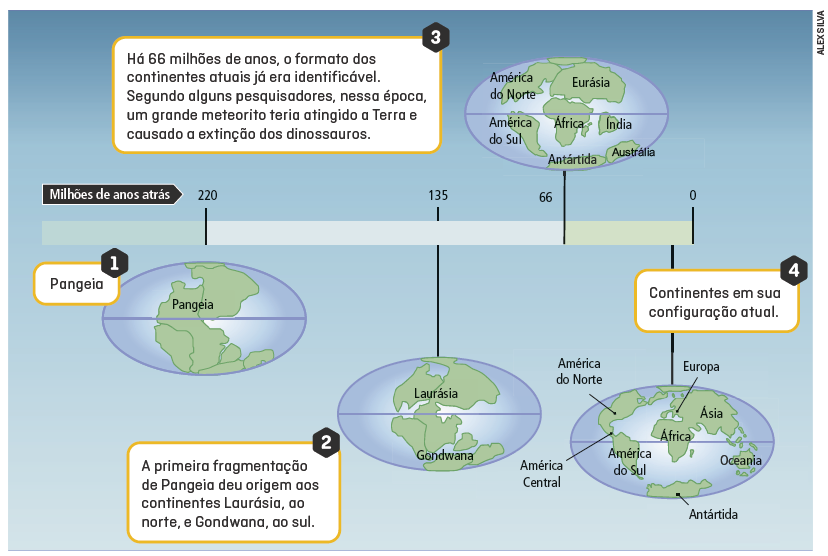 ALEX SILVA
3
Há 66 milhões de anos, o formato dos
continentes atuais já era identificável.
Segundo alguns pesquisadores, nessa época,
um grande meteorito teria atingido a Terra e
causado a extinção dos dinossauros.
América
do Norte
Eurásia
América
do Sul
África
Índia
Antártida
Austrália
Milhões de anos atrás
220
135
66
0
1
Pangeia
Pangeia
4
Continentes em sua
configuração atual.
Laurásia
Gondwana
2
A primeira fragmentação
de Pangeia deu origem aos
continentes Laurásia, ao
norte, e Gondwana, ao sul.
América
do Norte
Europa
Ásia
África
América
do Sul
Oceania
América
Central
Antártida